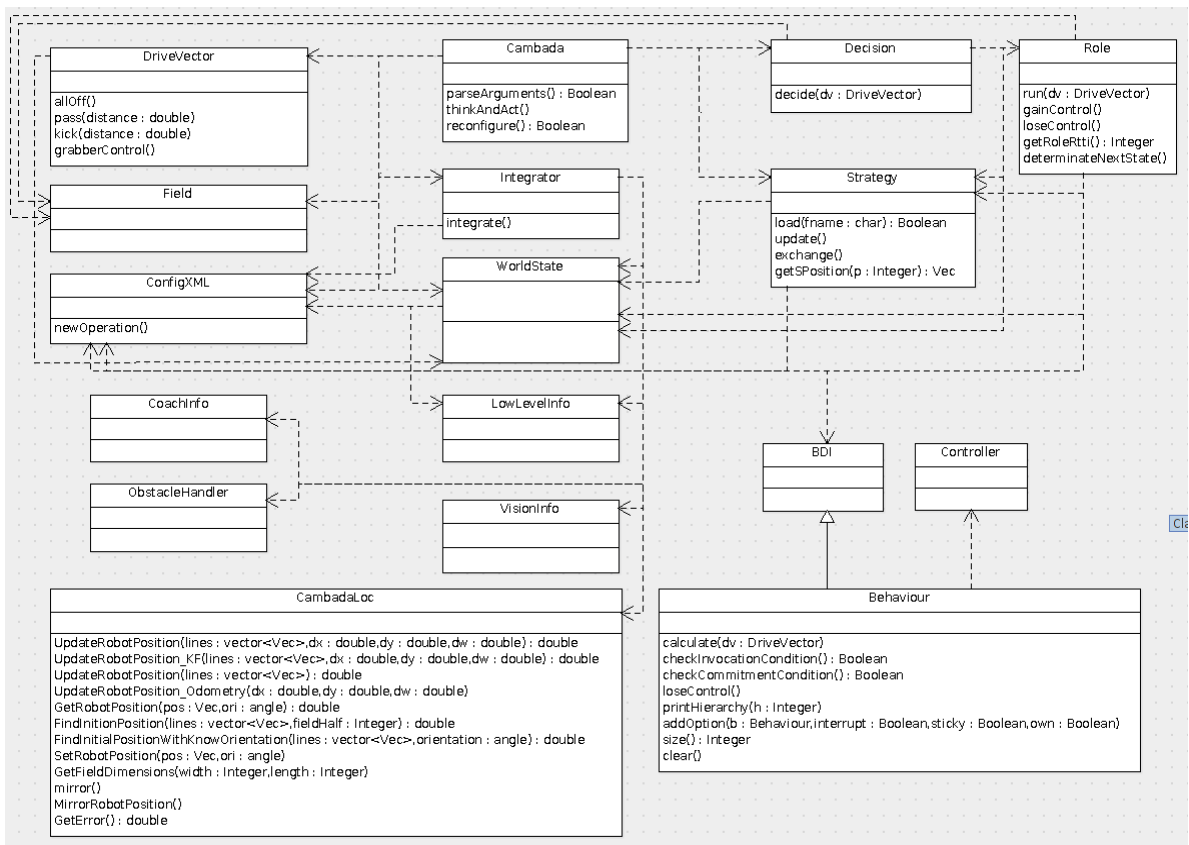 DriveVector
allOff()
pass(distance : double)
kick(distance : double)
grabberControl()
Cambada
parseArguments() : Boolean
thinkAndAct()
reconfigure() : Boolean
Decision
decide(dv : DriveVector)
Role
run(dv : DriveVector)
gainControl()
loseControl()
getRoleRtti() : Integer
determinateNextState()
Field
Integrator
integrate()
Strategy
load(fname : char) : Boolean
update()
exchange()
getSPosition(p : Integer) : Vec
ConfigXML
newOperation()
WorldState
CoachInfo
LowLevelInfo
BDI
Controller
ObstacleHandler
VisionInfo
Cla
CambadaLoc
UpdateRobotPosition(lines : vector<Vec>,dx : double,dy : double,dw : double) : double
UpdateRobotPosition_KF(lines : vector<Vec>,dx : double,dy : double,dw : double) : double
UpdateRobotPosition(lines : vector<Vec>) : double
UpdateRobotPosition_Odometry(dx : double,dy : double,dw : double)
GetRobotPosition(pos : Vec,ori : angle) : double
FindInitionPosition(lines : vector<Vec>,fieldHalf : Integer) : double
FindInitialPositionWithKnowOrientation(lines : vector<Vec>,orientation : angle) : double
SetRobotPosition(pos : Vec,ori : angle)
GetFieldDimensions(width : Integer,length : Integer)
mirror()
MirrorRobotPosition()
GetError() : double
Behaviour
calculate(dv : DriveVector)
checkInvocationCondition() : Boolean
checkCommitmentCondition() : Boolean
loseControl()
printHierarchy(h : Integer)
addOption(b : Behaviour,interrupt : Boolean,sticky : Boolean,own : Boolean)
size() : Integer
clear()